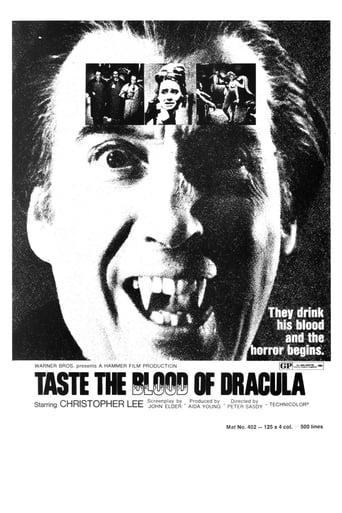 They drink
his blood
and the
horror begins.
WARNER BROS. presents A HAMMER FILM PRODUCTION
GP
TASTE THE BLOOD OF DRACULA
Starring CHRISTOPHER LEE Screenplay by JOHN ELDER Produced by AIDA YOUNG Directed by PETER SASDY TECHNICOLOR®
Mat No. 402 — 125 x 4 col. 500 lines